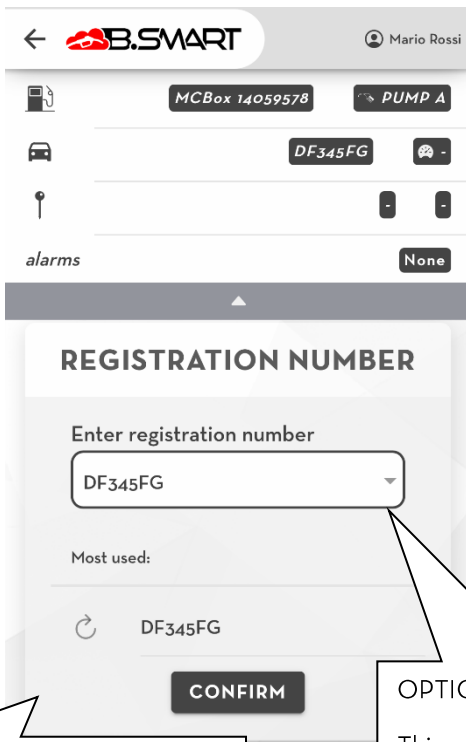 B.SMART Mario Rossi
MCBox 14059578 PUMP A
DF345FG -
- -
alarms None
REGISTRATION NUMBER
Enter registration number
DF345FG
Most used:
DF345FG
CONFIRM